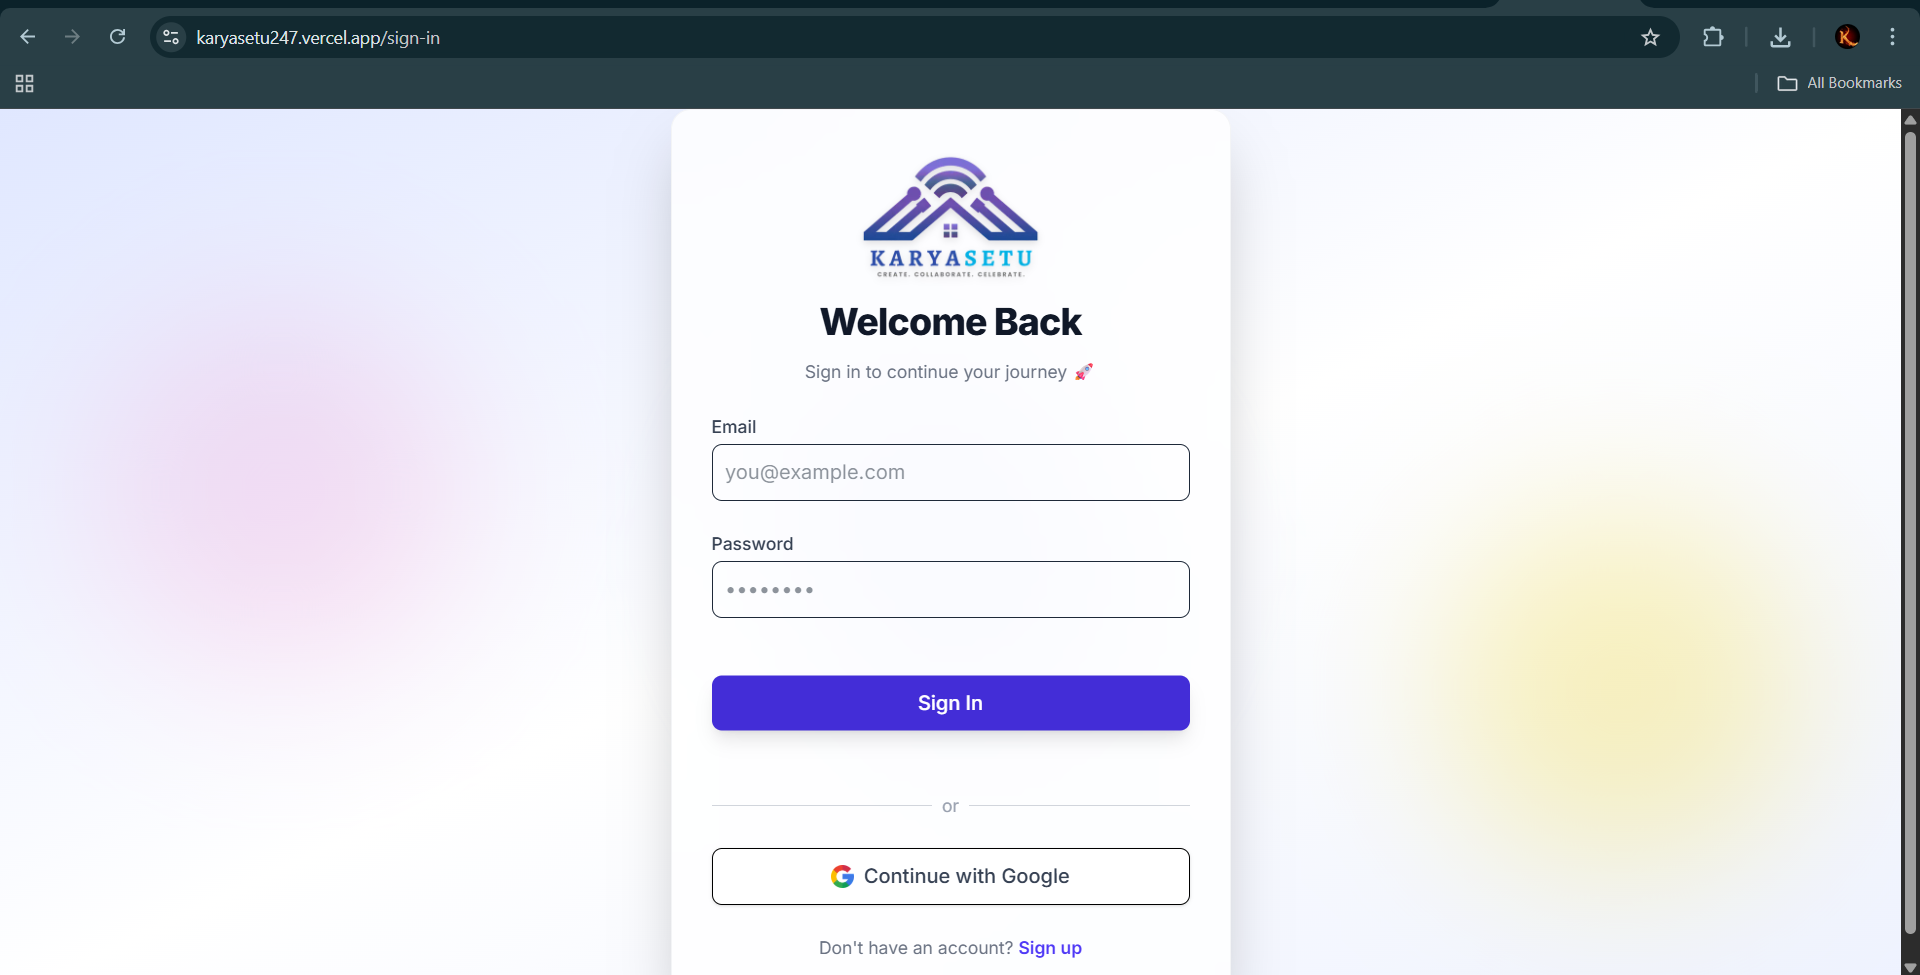 karyasetu247.vercel.app/sign-in
All Bookmarks
KARYASETU
CREATE. COLLABORATE. CELEBRATE.
Welcome Back
Sign in to continue your journey 🚀
Email
you@example.com
Password
••••••••
Sign In
or
Continue with Google
Don't have an account? Sign up